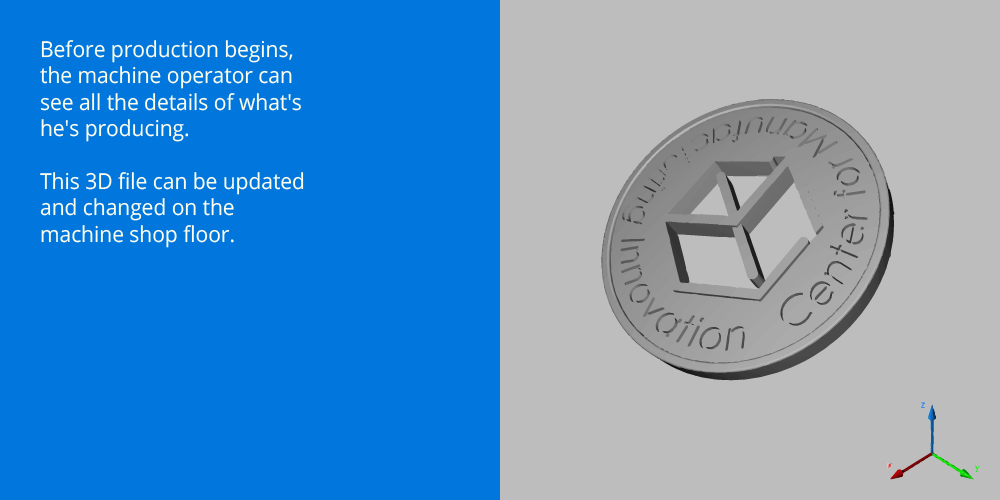 Before production begins,
the machine operator can
see all the details of what's
he's producing.
This 3D file can be updated
and changed on the
machine shop floor.
Center for Manufacturing Innovation
z
x
y